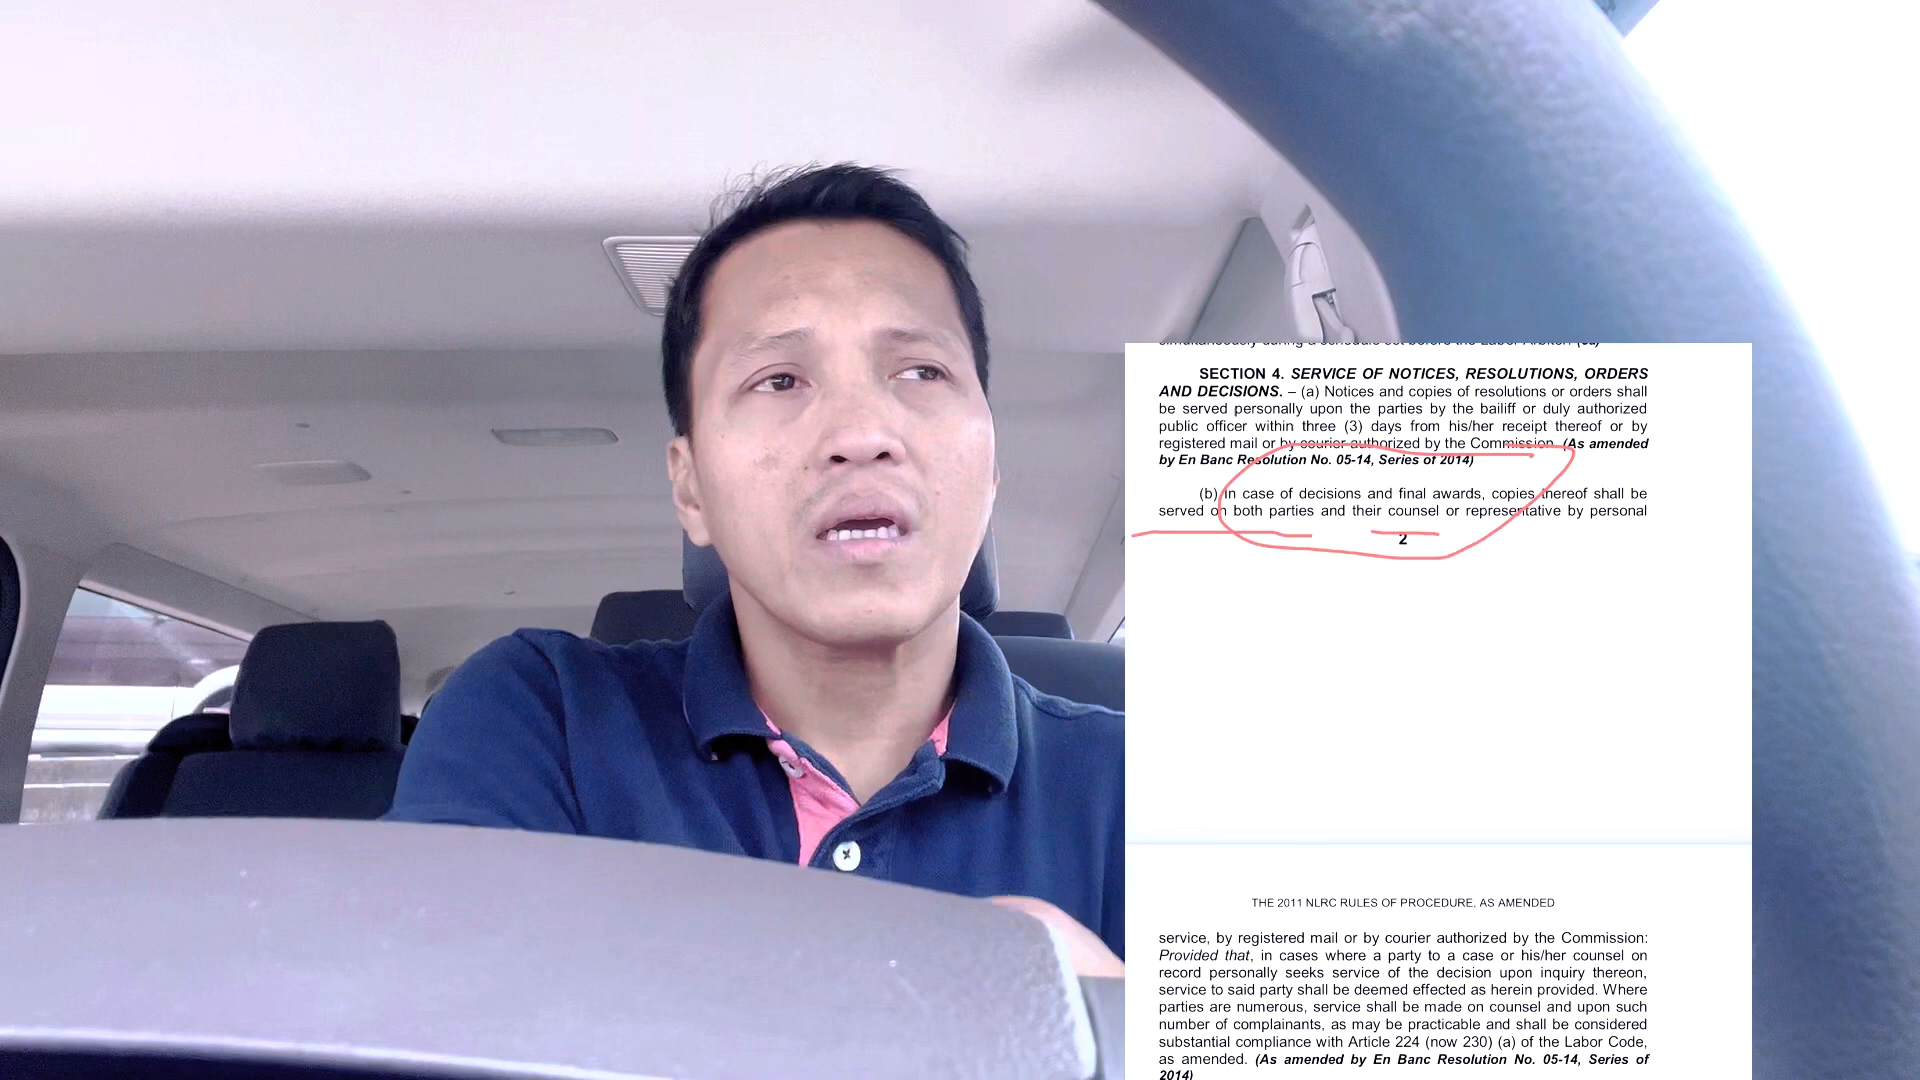 simultaneously during a schedule set before the Labor Arbiter. (5a)
SECTION 4. SERVICE OF NOTICES, RESOLUTIONS, ORDERS
AND DECISIONS. – (a) Notices and copies of resolutions or orders shall
be served personally upon the parties by the bailiff or duly authorized
public officer within three (3) days from his/her receipt thereof or by
registered mail or by courier authorized by the Commission. (As amended
by En Banc Resolution No. 05-14, Series of 2014)
(b) In case of decisions and final awards, copies thereof shall be
served on both parties and their counsel or representative by personal
2
THE 2011 NLRC RULES OF PROCEDURE, AS AMENDED
service, by registered mail or by courier authorized by the Commission:
Provided that, in cases where a party to a case or his/her counsel on
record personally seeks service of the decision upon inquiry thereon,
service to said party shall be deemed effected as herein provided. Where
parties are numerous, service shall be made on counsel and upon such
number of complainants, as may be practicable and shall be considered
substantial compliance with Article 224 (now 230) (a) of the Labor Code,
as amended. (As amended by En Banc Resolution No. 05-14, Series of
2014)